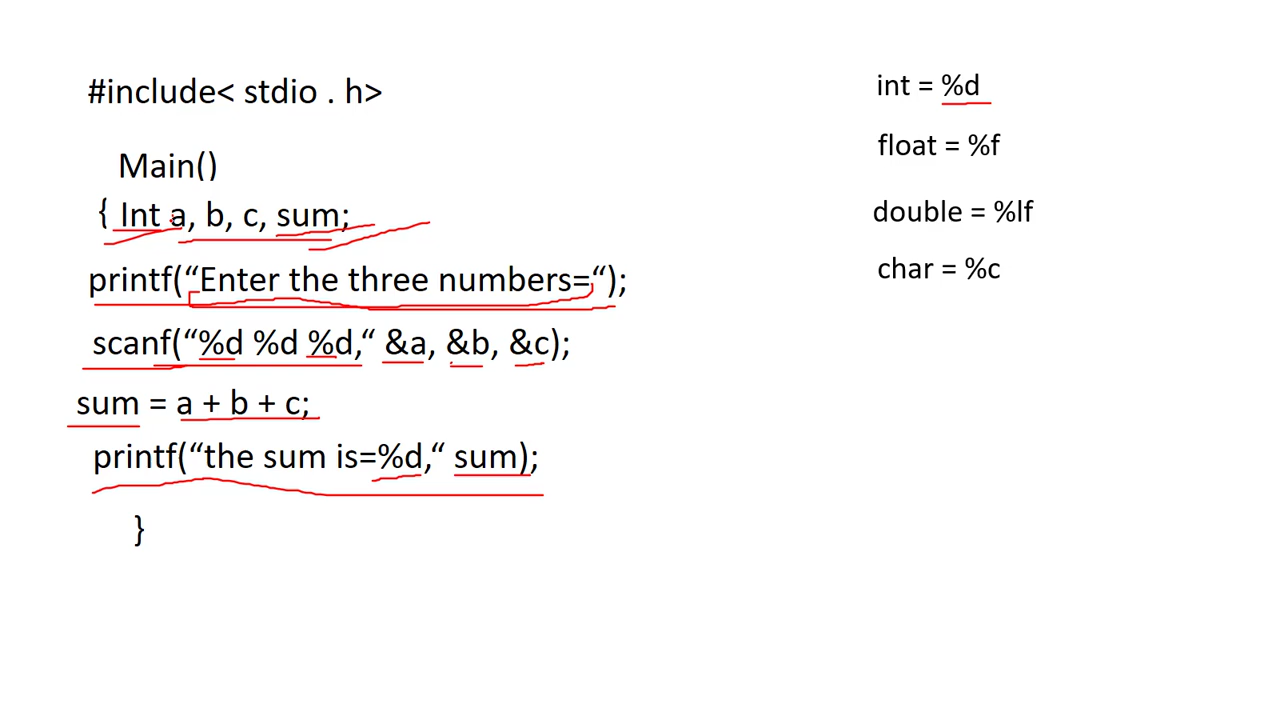 #include< stdio . h>
Main()
{ Int a, b, c, sum;
printf(“Enter the three numbers=“);
scanf(“%d %d %d,“ &a, &b, &c);
sum = a + b + c;
printf(“the sum is=%d,“ sum);
}
int = %d
float = %f
double = %lf
char = %c